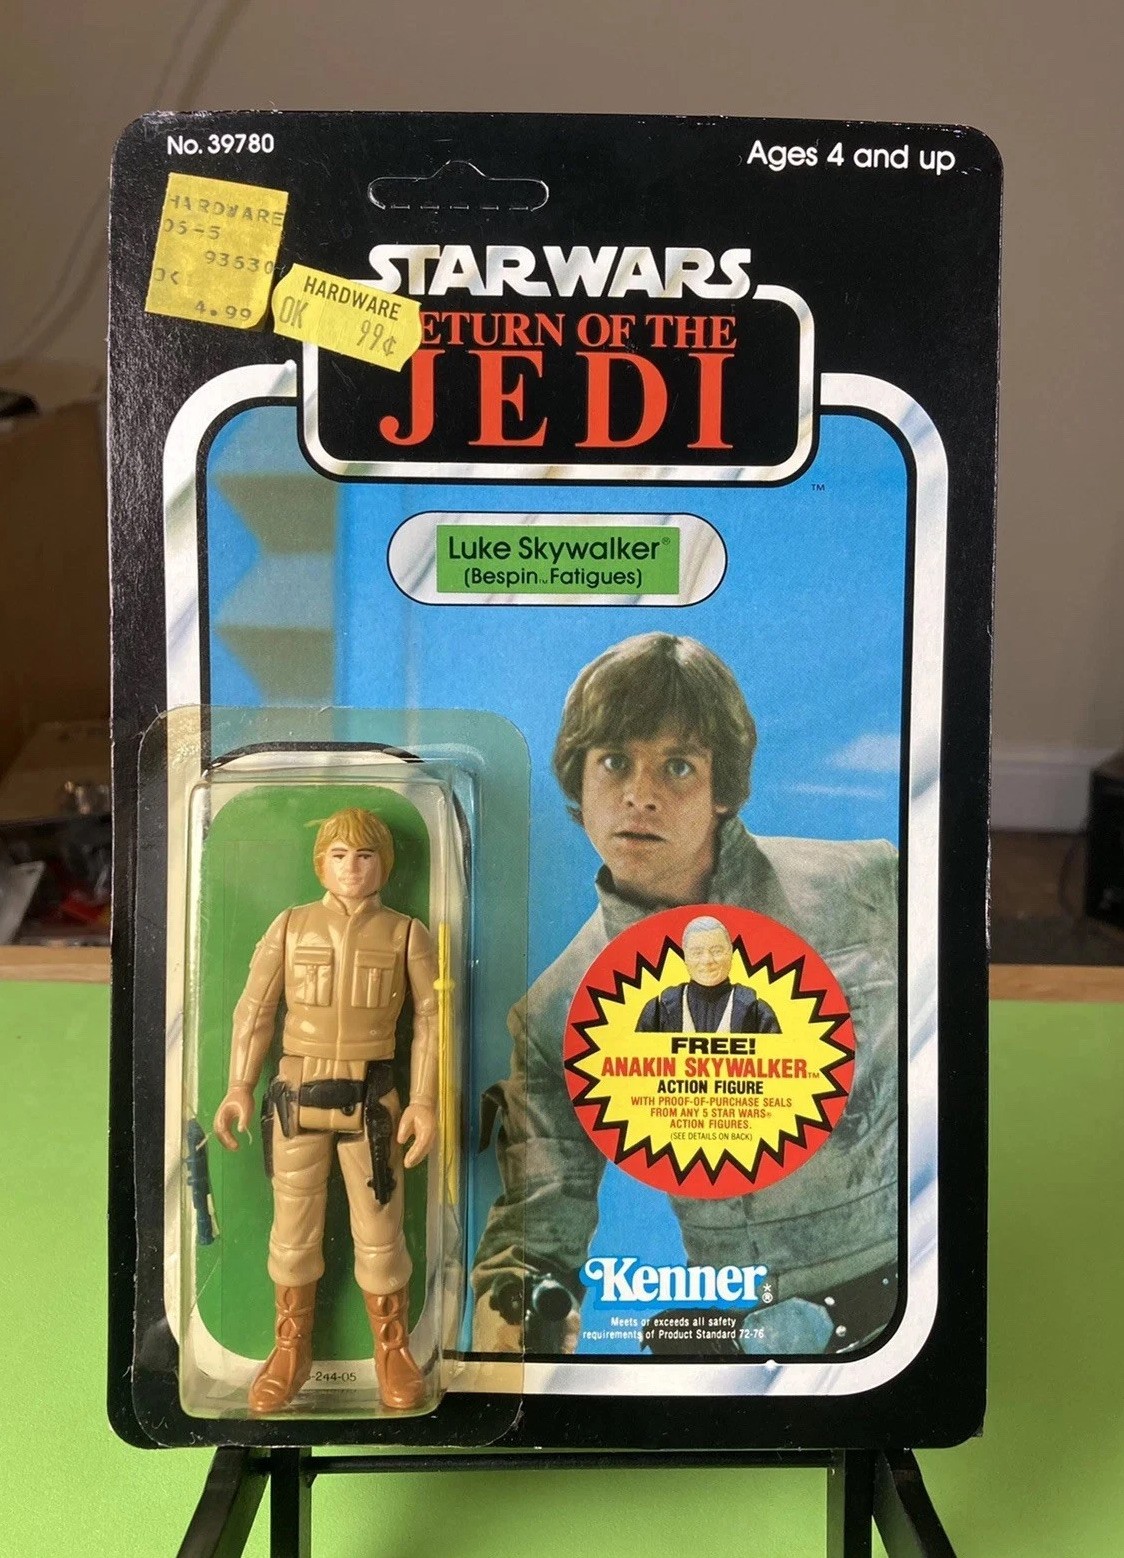 No. 39780
Ages 4 and up
HARDWARE
05-5
93630
OK
4.99
HARDWARE
OK 99¢
STAR WARS
ETURN OF THE
JEDI
TM
Luke Skywalker®
(Bespin™ Fatigues)
FREE!
ANAKIN SKYWALKER™
ACTION FIGURE
WITH PROOF-OF-PURCHASE SEALS
FROM ANY 5 STAR WARS®
ACTION FIGURES.
(SEE DETAILS ON BACK)
Kenner®
Meets or exceeds all safety
requirements of Product Standard 72-76
-244-05